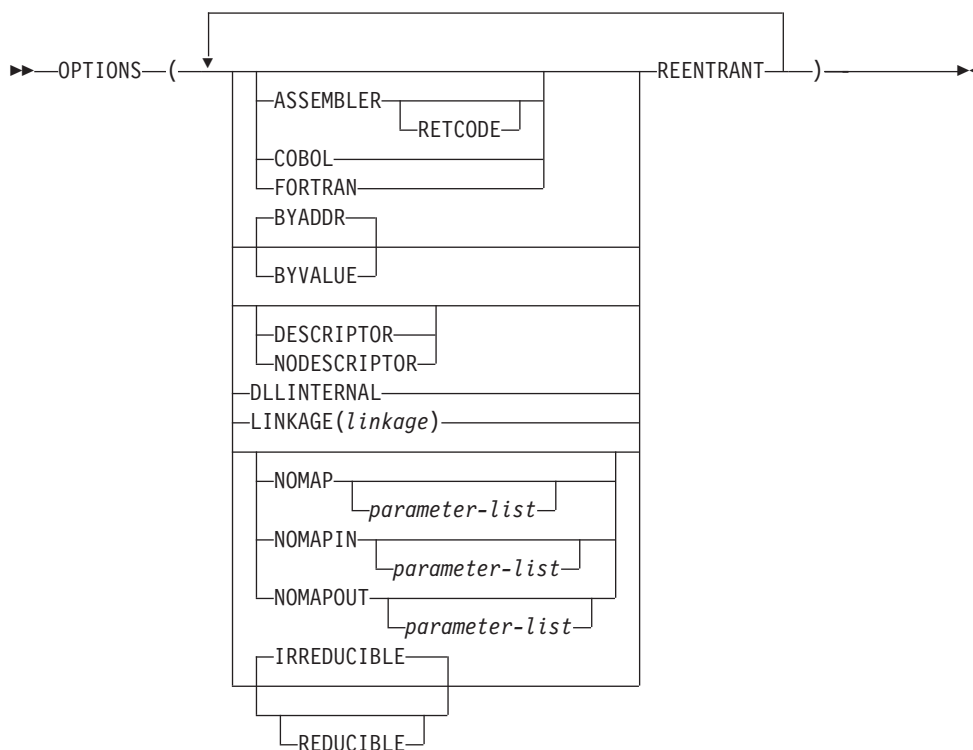 OPTIONS ( REENTRANT )
ASSEMBLER
RETCODE
COBOL
FORTRAN
BYADDR
BYVALUE
DESCRIPTOR
NODESCRIPTOR
DLLINTERNAL
LINKAGE(linkage)
NOMAP
parameter-list
NOMAPIN
parameter-list
NOMAPOUT
parameter-list
IRREDUCIBLE
REDUCIBLE